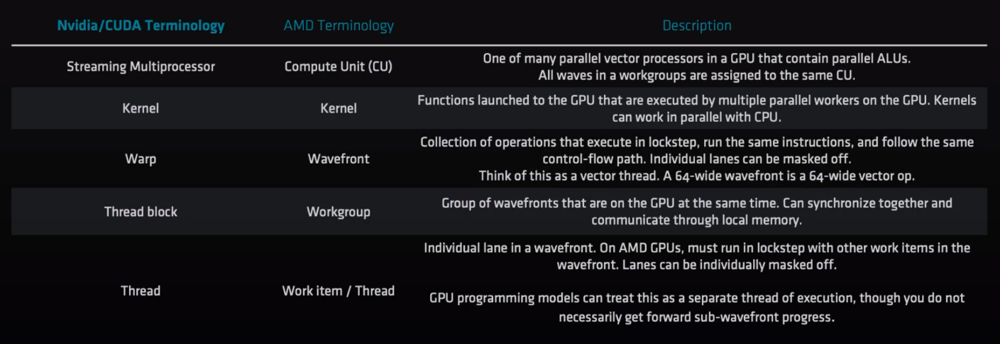 Nvidia/CUDA Terminology AMD Terminology Description
Streaming Multiprocessor Compute Unit (CU) One of many parallel vector processors in a GPU that contain parallel ALUs.
All waves in a workgroups are assigned to the same CU.
Kernel Kernel Functions launched to the GPU that are executed by multiple parallel workers on the GPU. Kernels
can work in parallel with CPU.
Warp Wavefront Collection of operations that execute in lockstep, run the same instructions, and follow the same
control-flow path. Individual lanes can be masked off.
Think of this as a vector thread. A 64-wide wavefront is a 64-wide vector op.
Thread block Workgroup Group of wavefronts that are on the GPU at the same time. Can synchronize together and
communicate through local memory.
Thread Work item / Thread Individual lane in a wavefront. On AMD GPUs, must run in lockstep with other work items in the
wavefront. Lanes can be individually masked off.
GPU programming models can treat this as a separate thread of execution, though you do not
necessarily get forward sub-wavefront progress.